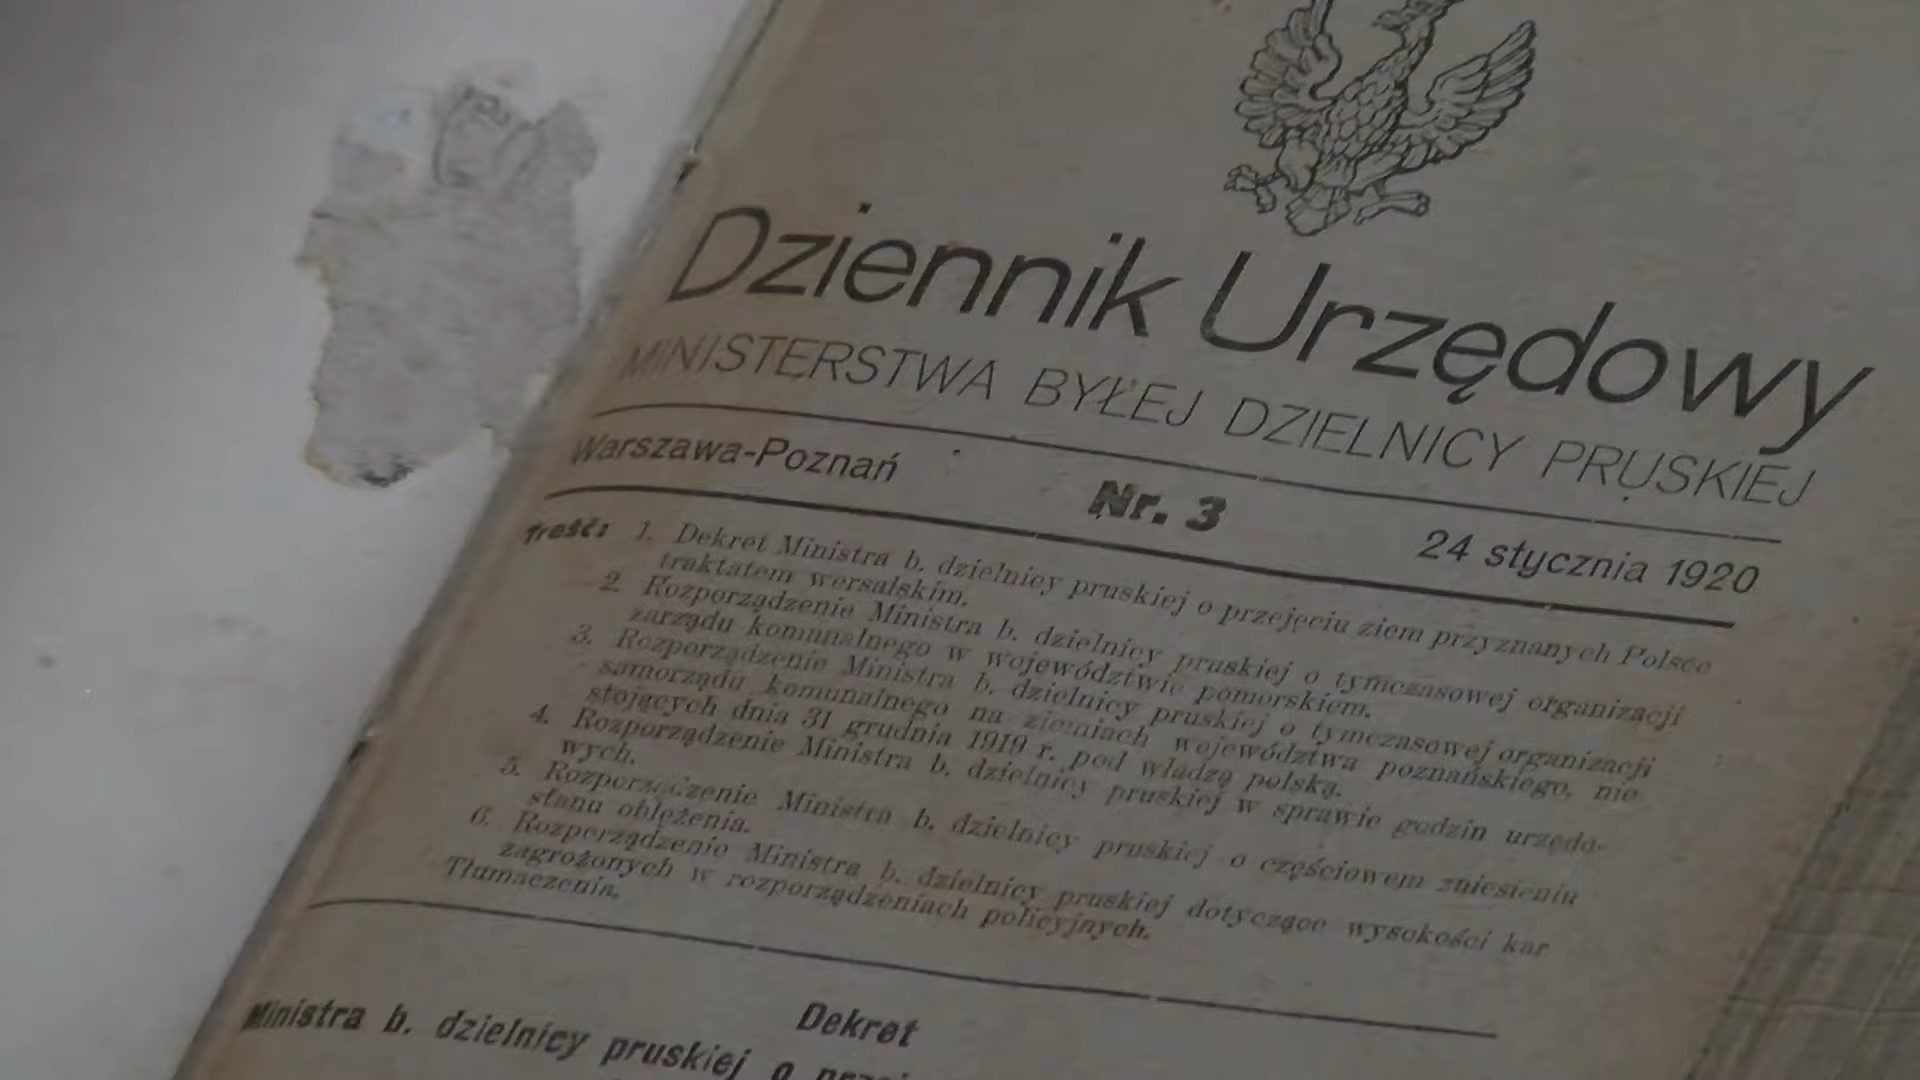 Dziennik Urzędowy
MINISTERSTWA BYŁEJ DZIELNICY PRUSKIEJ
Warszawa-Poznań Nr. 3 24 stycznia 1920
Treść: 1. Dekret Ministra b. dzielnicy pruskiej o przejęciu ziem przyznanych Polsce
traktatem wersalskim.
2. Rozporządzenie Ministra b. dzielnicy pruskiej o tymczasowej organizacji
zarządu komunalnego w województwie pomorskiem.
3. Rozporządzenie Ministra b. dzielnicy pruskiej o tymczasowej organizacji
samorządu komunalnego na ziemiach województwa poznańskiego, nie
stojących dnia 31 grudnia 1919 r. pod władzą polską.
4. Rozporządzenie Ministra b. dzielnicy pruskiej w sprawie godzin urzędo-
wych.
5. Rozporządzenie Ministra b. dzielnicy pruskiej o częściowem zniesieniu
stanu oblężenia.
6. Rozporządzenie Ministra b. dzielnicy pruskiej dotyczące wysokości kar
zagrożonych w rozporządzeniach policyjnych.
Tłumaczenia.
Dekret
Ministra b. dzielnicy pruskiej o